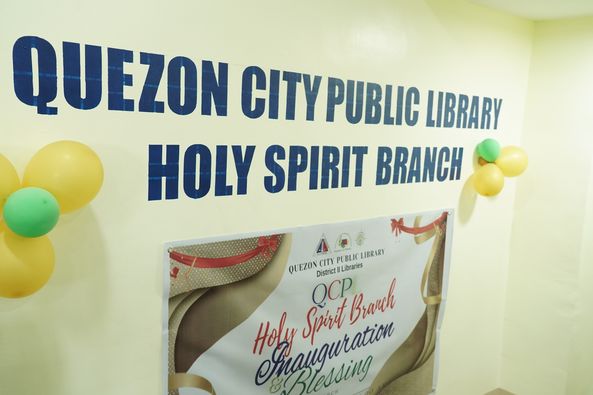 QUEZON CITY PUBLIC LIBRARY
HOLY SPIRIT BRANCH
QUEZON CITY PUBLIC LIBRARY
District II Libraries
QCPL
Holy Spirit Branch
Inauguration
& Blessing